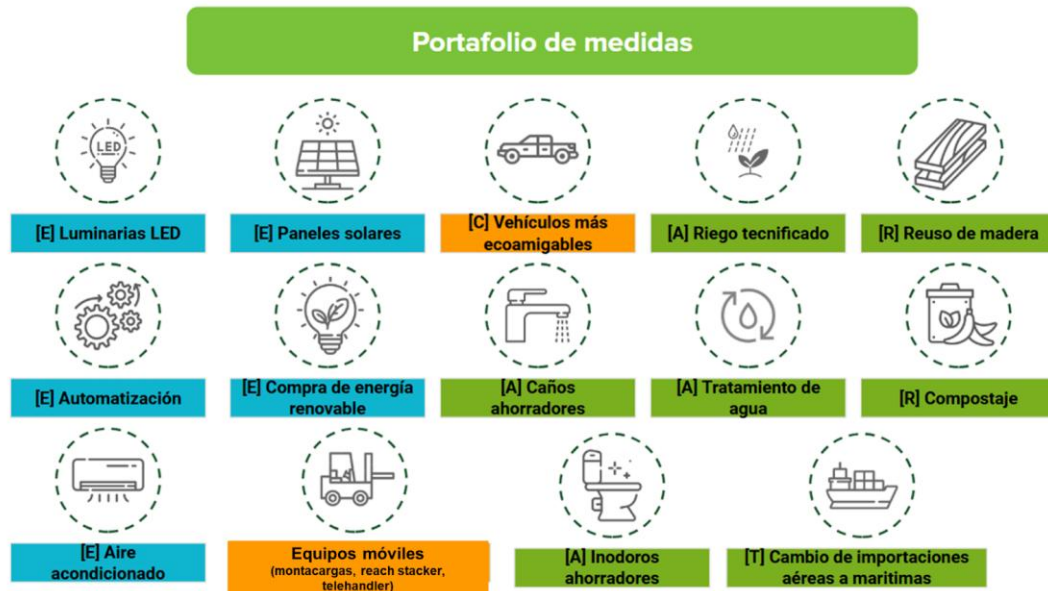 Portafolio de medidas
LED
[E] Luminarias LED
[E] Paneles solares
[C] Vehículos más
ecoamigables
[A] Riego tecnificado
[R] Reuso de madera
[E] Automatización
[E] Compra de energía
renovable
[A] Caños
ahorradores
[A] Tratamiento de
agua
[R] Compostaje
[E] Aire
acondicionado
Equipos móviles
(montacargas, reach stacker,
telehandler)
[A] Inodoros
ahorradores
[T] Cambio de importaciones
aéreas a maritimas